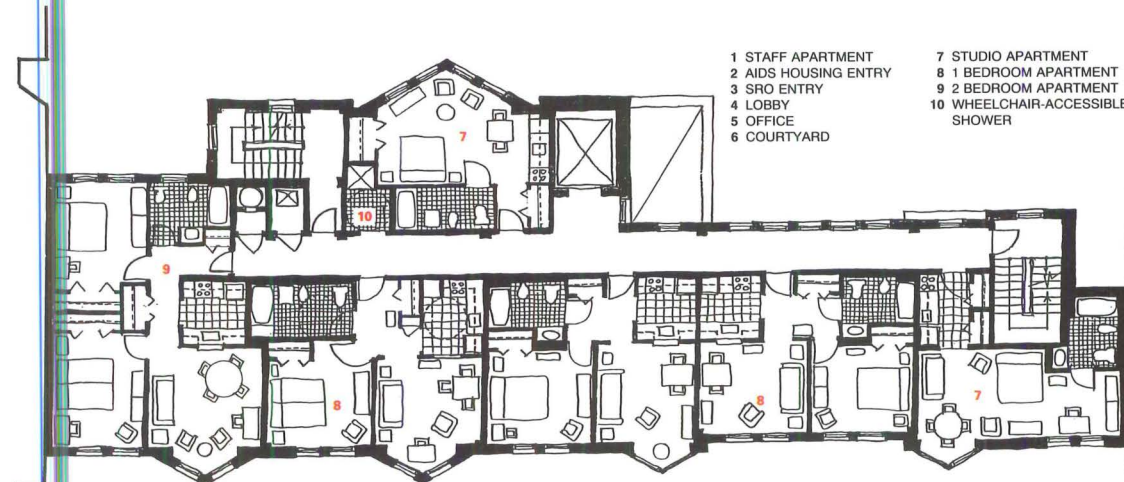 1 STAFF APARTMENT
2 AIDS HOUSING ENTRY
3 SRO ENTRY
4 LOBBY
5 OFFICE
6 COURTYARD
7 STUDIO APARTMENT
8 1 BEDROOM APARTMENT
9 2 BEDROOM APARTMENT
10 WHEELCHAIR-ACCESSIBLE
SHOWER
7
10
9
8
8
7